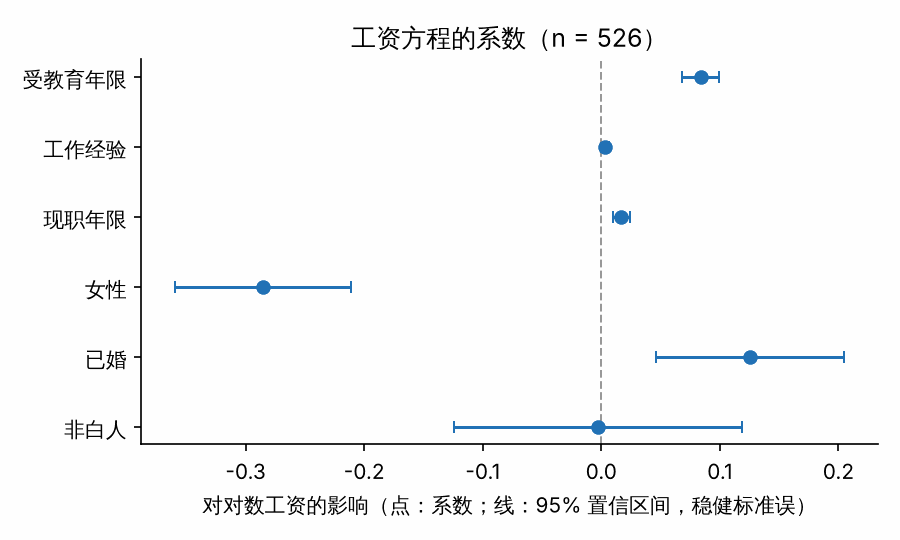 工资方程的系数（n = 526）
受教育年限
工作经验
现职年限
女性
已婚
非白人
-0.3 -0.2 -0.1 0.0 0.1 0.2
对对数工资的影响（点：系数；线：95% 置信区间，稳健标准误）